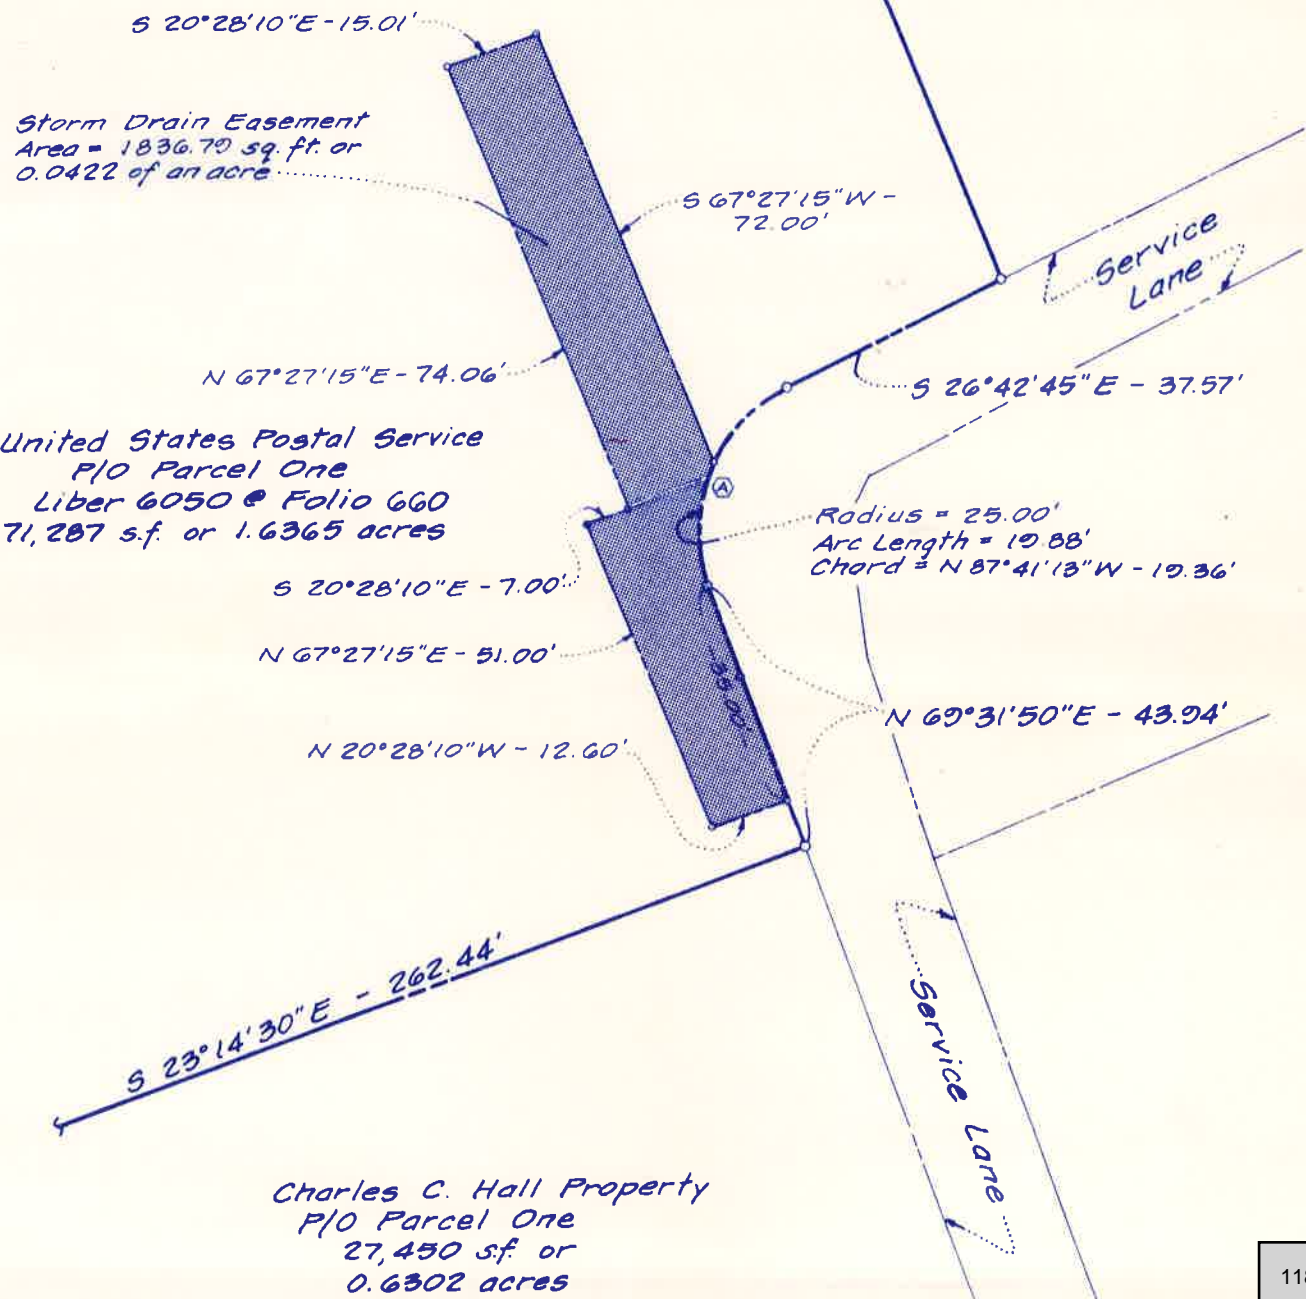 S 20°28'10"E - 15.01'
Storm Drain Easement
Area = 1836.79 sq. ft. or
0.0422 of an acre
S 67°27'15"W -
72.00'
Service
Lane
N 67°27'15"E - 74.06'
S 26°42'45"E - 37.57'
United States Postal Service
P/O Parcel One
Liber 6050 @ Folio 660
71,287 s.f. or 1.6365 acres
A
Radius = 25.00'
Arc Length = 19.88'
Chord = N 87°41'13"W - 19.36'
S 20°28'10"E - 7.00'
N 67°27'15"E - 51.00'
35.00'
N 69°31'50"E - 43.94'
N 20°28'10"W - 12.60'
S 23°14'30"E - 262.44'
Service Lane
Charles C. Hall Property
P/O Parcel One
27,450 s.f. or
0.6302 acres